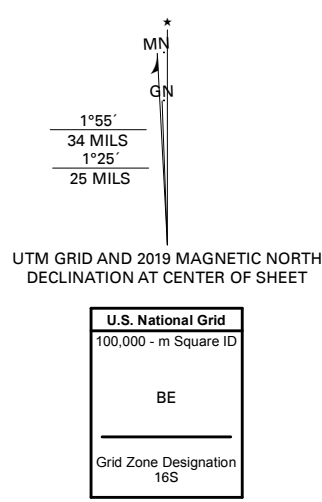 ★
MN
GN
1°55´
34 MILS
1°25´
25 MILS
UTM GRID AND 2019 MAGNETIC NORTH
DECLINATION AT CENTER OF SHEET
U.S. National Grid
100,000 - m Square ID
BE
Grid Zone Designation
16S